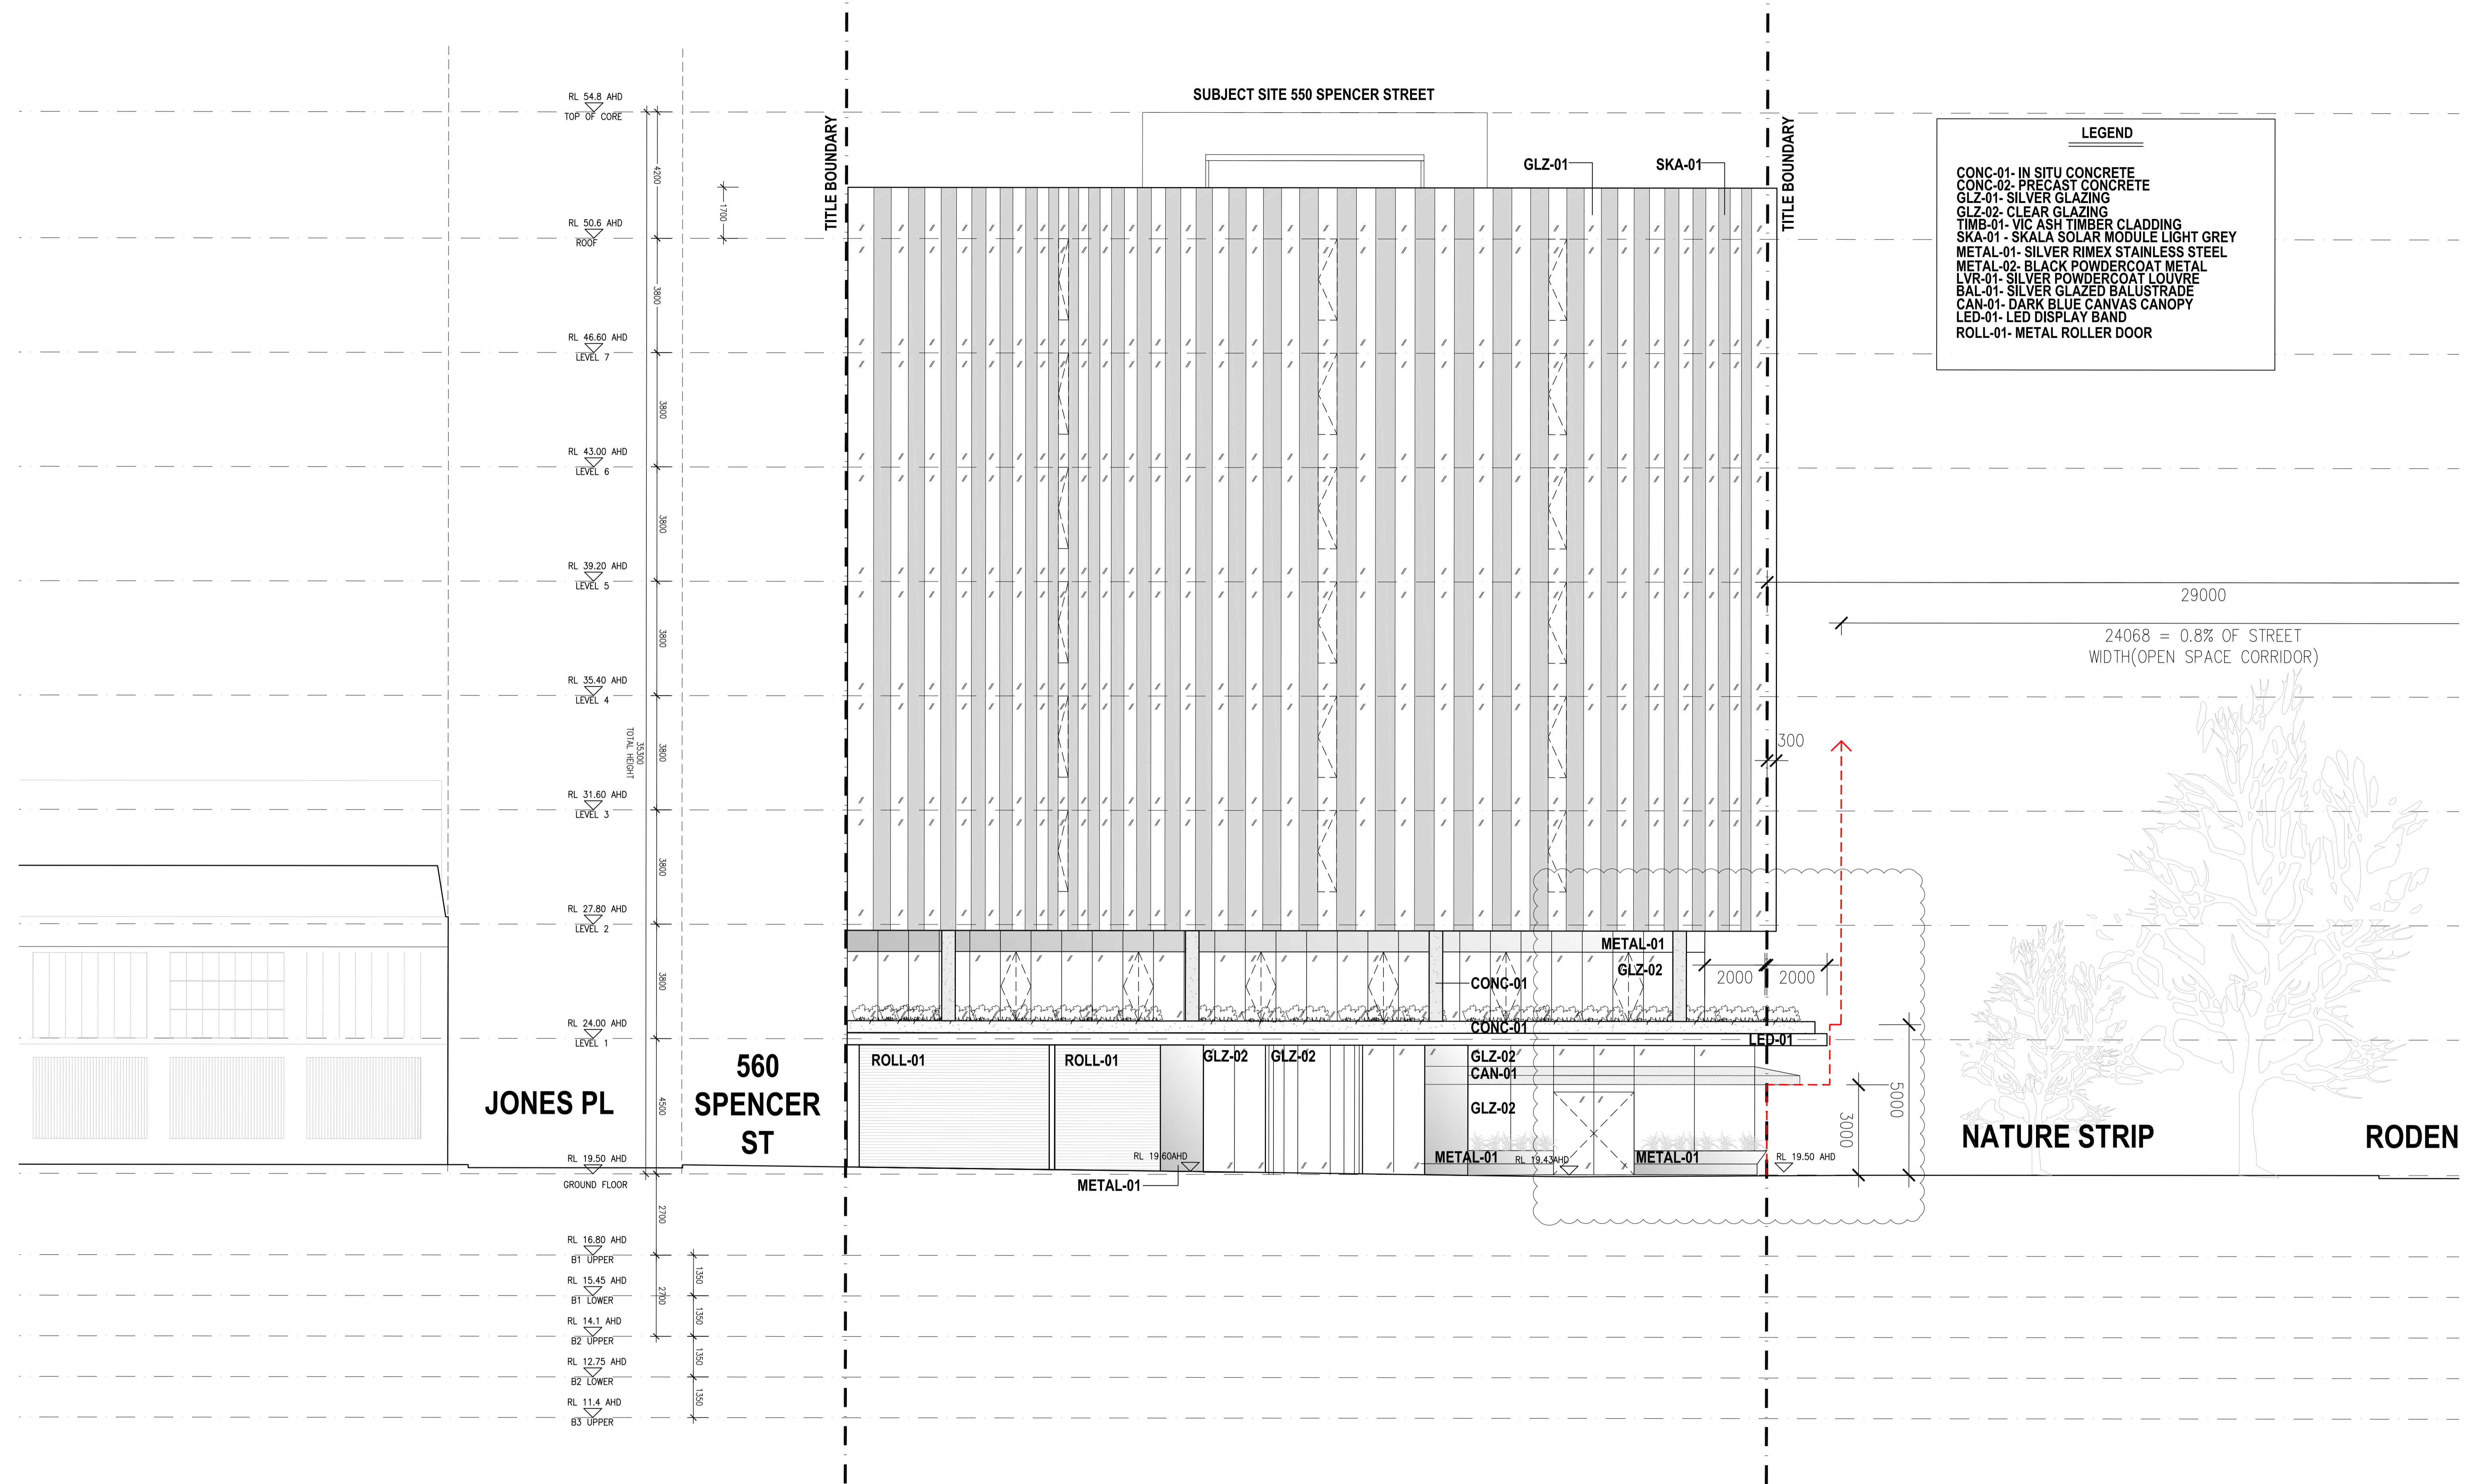 SUBJECT SITE 550 SPENCER STREET
TITLE BOUNDARY
TITLE BOUNDARY
GLZ-01
SKA-01
LEGEND
CONC-01- IN SITU CONCRETE
CONC-02- PRECAST CONCRETE
GLZ-01- SILVER GLAZING
GLZ-02- CLEAR GLAZING
TIMB-01- VIC ASH TIMBER CLADDING
SKA-01 - SKALA SOLAR MODULE LIGHT GREY
METAL-01- SILVER RIMEX STAINLESS STEEL
METAL-02- BLACK POWDERCOAT METAL
LVR-01- SILVER POWDERCOAT LOUVRE
BAL-01- SILVER GLAZED BALUSTRADE
CAN-01- DARK BLUE CANVAS CANOPY
LED-01- LED DISPLAY BAND
ROLL-01- METAL ROLLER DOOR
RL 54.8 AHD
TOP OF CORE
4200
1700
RL 50.6 AHD
ROOF
3800
RL 46.60 AHD
LEVEL 7
3800
RL 43.00 AHD
LEVEL 6
3800
RL 39.20 AHD
LEVEL 5
3800
RL 35.40 AHD
LEVEL 4
3800
35300
TOTAL HEIGHT
RL 31.60 AHD
LEVEL 3
3800
RL 27.80 AHD
LEVEL 2
3800
RL 24.00 AHD
LEVEL 1
4500
RL 19.50 AHD
GROUND FLOOR
2700
RL 16.80 AHD
B1 UPPER
1350
RL 15.45 AHD
B1 LOWER
2700
1350
RL 14.1 AHD
B2 UPPER
1350
RL 12.75 AHD
B2 LOWER
1350
RL 11.4 AHD
B3 UPPER
29000
24068 = 0.8% OF STREET
WIDTH(OPEN SPACE CORRIDOR)
300
METAL-01
GLZ-02
2000
2000
CONC-01
CONC-01
LED-01
ROLL-01
ROLL-01
GLZ-02
GLZ-02
GLZ-02
CAN-01
GLZ-02
5000
3000
METAL-01
METAL-01
METAL-01
RL 19.60AHD
RL 19.43AHD
RL 19.50 AHD
JONES PL
560
SPENCER
ST
NATURE STRIP
RODEN